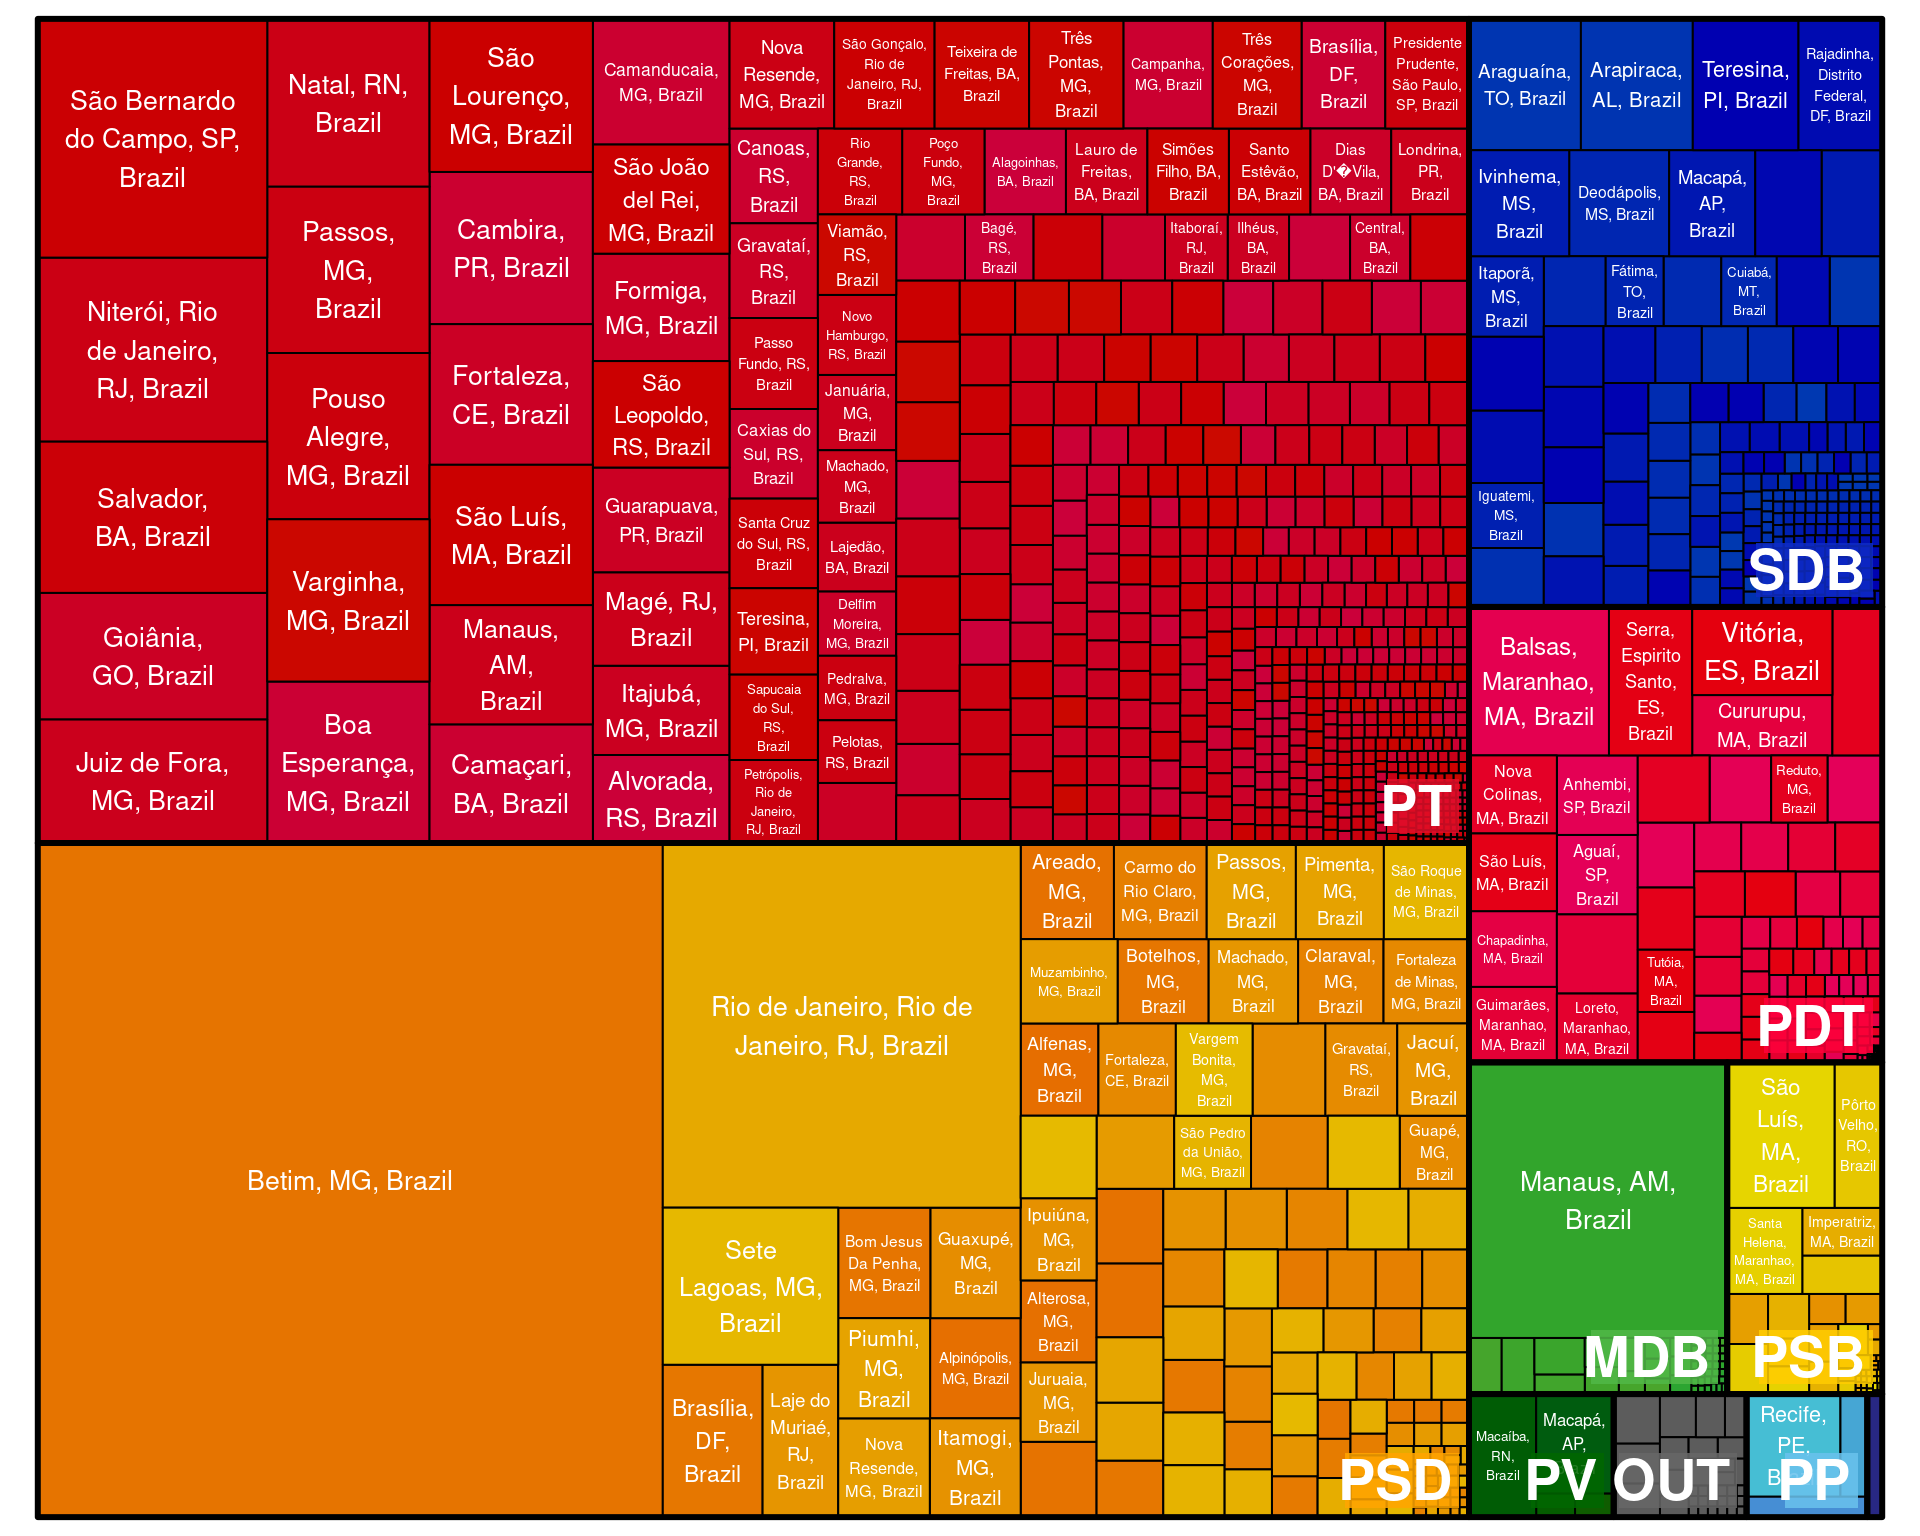 São Bernardo
do Campo, SP,
Brazil
Niterói, Rio
de Janeiro,
RJ, Brazil
Salvador,
BA, Brazil
Goiânia,
GO, Brazil
Juiz de Fora,
MG, Brazil
Natal, RN,
Brazil
Passos,
MG,
Brazil
Pouso
Alegre,
MG, Brazil
Varginha,
MG, Brazil
Boa
Esperança,
MG, Brazil
São
Lourenço,
MG, Brazil
Cambira,
PR, Brazil
Fortaleza,
CE, Brazil
São Luís,
MA, Brazil
Manaus,
AM,
Brazil
Camaçari,
BA, Brazil
Camanducaia,
MG, Brazil
São João
del Rei,
MG, Brazil
Formiga,
MG, Brazil
São
Leopoldo,
RS, Brazil
Guarapuava,
PR, Brazil
Magé, RJ,
Brazil
Itajubá,
MG, Brazil
Alvorada,
RS, Brazil
Nova
Resende,
MG, Brazil
São Gonçalo,
Rio de
Janeiro, RJ,
Brazil
Teixeira de
Freitas, BA,
Brazil
Três
Pontas,
MG,
Brazil
Campanha,
MG, Brazil
Três
Corações,
MG,
Brazil
Brasília,
DF,
Brazil
Presidente
Prudente,
São Paulo,
SP, Brazil
Canoas,
RS,
Brazil
Gravataí,
RS,
Brazil
Passo
Fundo, RS,
Brazil
Caxias do
Sul, RS,
Brazil
Santa Cruz
do Sul, RS,
Brazil
Teresina,
PI, Brazil
Sapucaia
do Sul,
RS,
Brazil
Petrópolis,
Rio de
Janeiro,
RJ, Brazil
Rio
Grande,
RS,
Brazil
Poço
Fundo,
MG,
Brazil
Alagoinhas,
BA, Brazil
Lauro de
Freitas,
BA, Brazil
Simões
Filho, BA,
Brazil
Santo
Estêvão,
BA, Brazil
Dias
D'�Vila,
BA, Brazil
Londrina,
PR,
Brazil
Viamão,
RS,
Brazil
Novo
Hamburgo,
RS, Brazil
Januária,
MG,
Brazil
Machado,
MG,
Brazil
Lajedão,
BA, Brazil
Delfim
Moreira,
MG, Brazil
Pedralva,
MG, Brazil
Pelotas,
RS, Brazil
Bagé,
RS,
Brazil
Itaboraí,
RJ,
Brazil
Ilhéus,
BA,
Brazil
Central,
BA,
Brazil
PT
Araguaína,
TO, Brazil
Arapiraca,
AL, Brazil
Teresina,
PI, Brazil
Rajadinha,
Distrito
Federal,
DF, Brazil
Ivinhema,
MS,
Brazil
Deodápolis,
MS, Brazil
Macapá,
AP,
Brazil
Itaporã,
MS,
Brazil
Fátima,
TO,
Brazil
Cuiabá,
MT,
Brazil
Iguatemi,
MS,
Brazil
SDB
Balsas,
Maranhao,
MA, Brazil
Serra,
Espirito
Santo,
ES,
Brazil
Vitória,
ES, Brazil
Cururupu,
MA, Brazil
Nova
Colinas,
MA, Brazil
Anhembi,
SP, Brazil
Reduto,
MG,
Brazil
São Luís,
MA, Brazil
Aguaí,
SP,
Brazil
Chapadinha,
MA, Brazil
Tutóia,
MA,
Brazil
Guimarães,
Maranhao,
MA, Brazil
Loreto,
Maranhao,
MA, Brazil
PDT
Betim, MG, Brazil
Rio de Janeiro, Rio de
Janeiro, RJ, Brazil
Sete
Lagoas, MG,
Brazil
Brasília,
DF,
Brazil
Laje do
Muriaé,
RJ,
Brazil
Bom Jesus
Da Penha,
MG, Brazil
Guaxupé,
MG,
Brazil
Piumhi,
MG,
Brazil
Alpinópolis,
MG, Brazil
Nova
Resende,
MG, Brazil
Itamogi,
MG,
Brazil
Areado,
MG,
Brazil
Carmo do
Rio Claro,
MG, Brazil
Passos,
MG,
Brazil
Pimenta,
MG,
Brazil
São Roque
de Minas,
MG, Brazil
Muzambinho,
MG, Brazil
Botelhos,
MG,
Brazil
Machado,
MG,
Brazil
Claraval,
MG,
Brazil
Fortaleza
de Minas,
MG, Brazil
Alfenas,
MG,
Brazil
Fortaleza,
CE, Brazil
Vargem
Bonita,
MG,
Brazil
Gravataí,
RS,
Brazil
Jacuí,
MG,
Brazil
São Pedro
da União,
MG, Brazil
Guapé,
MG,
Brazil
Ipuiúna,
MG,
Brazil
Alterosa,
MG,
Brazil
Juruaia,
MG,
Brazil
PSD
Manaus, AM,
Brazil
MDB
São
Luís,
MA,
Brazil
Pôrto
Velho,
RO,
Brazil
Santa
Helena,
Maranhao,
MA, Brazil
Imperatriz,
MA, Brazil
PSB
Macaíba,
RN,
Brazil
Macapá,
AP,
PV
OUT
Recife,
PE,
PP